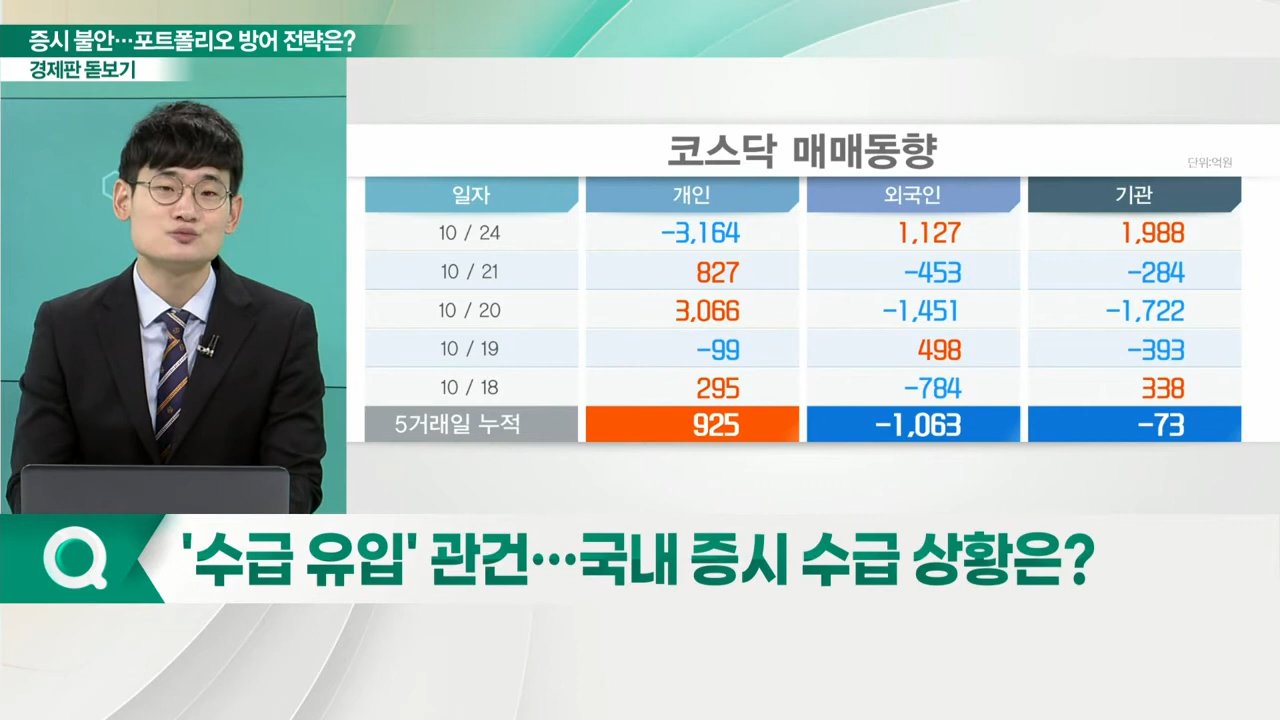 증시 불안…포트폴리오 방어 전략은?
경제판 돋보기
코스닥 매매동향
단위:억원
일자 개인 외국인 기관
10 / 24 -3,164 1,127 1,988
10 / 21 827 -453 -284
10 / 20 3,066 -1,451 -1,722
10 / 19 -99 498 -393
10 / 18 295 -784 338
5거래일 누적 925 -1,063 -73
'수급 유입' 관건…국내 증시 수급 상황은?